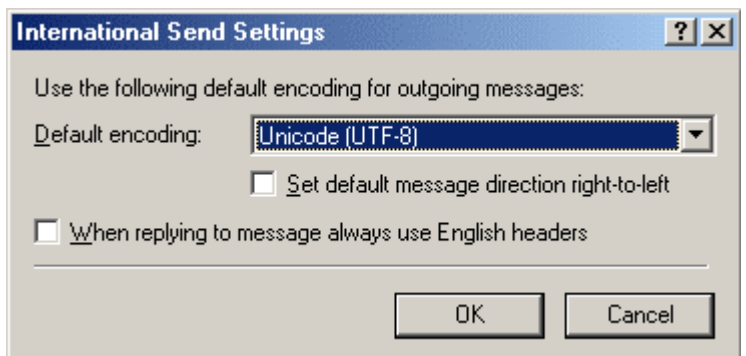 International Send Settings
Use the following default encoding for outgoing messages:
Default encoding: Unicode (UTF-8)
Set default message direction right-to-left
When replying to message always use English headers
OK Cancel